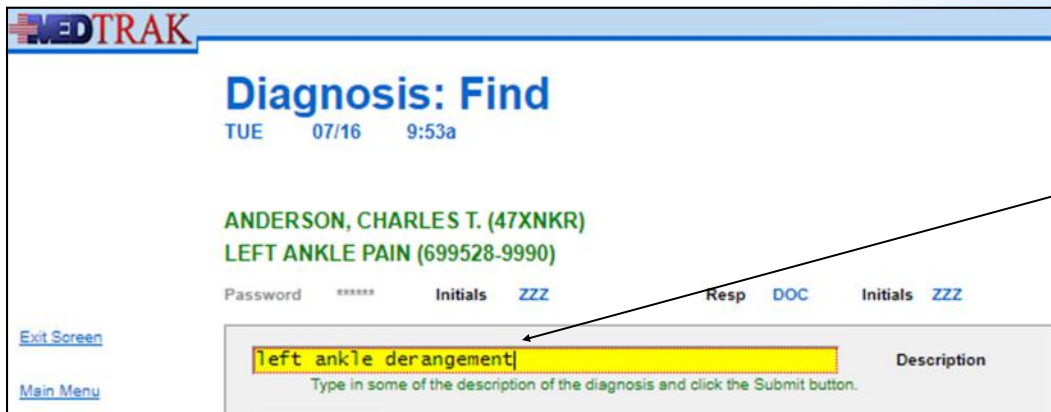 MEDTRAK
Diagnosis: Find
TUE 07/16 9:53a
ANDERSON, CHARLES T. (47XNKR)
LEFT ANKLE PAIN (699528-9990)
Password ****** Initials ZZZ Resp DOC Initials ZZZ
Exit Screen
left ankle derangement Description
Type in some of the description of the diagnosis and click the Submit button.
Main Menu